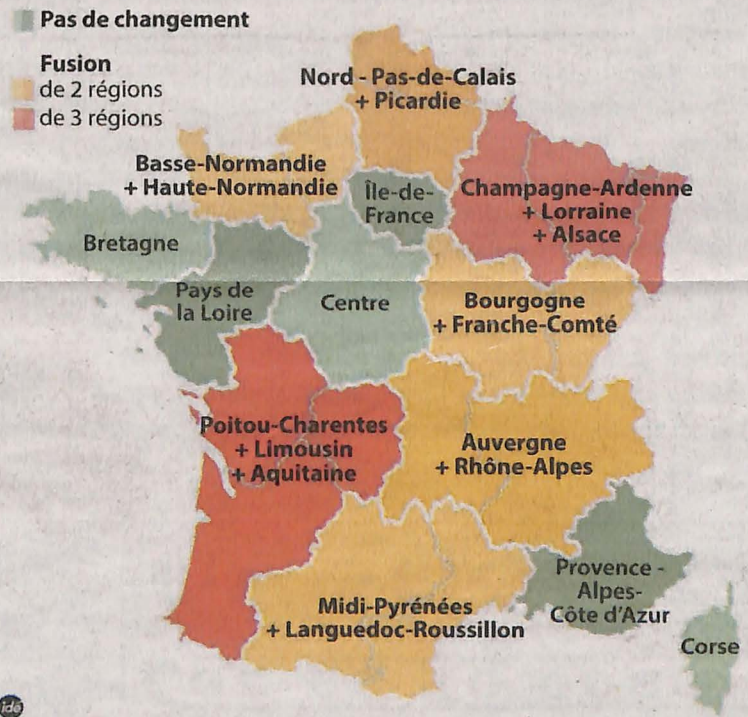 Pas de changement
Fusion
de 2 régions
de 3 régions
Nord - Pas-de-Calais
+ Picardie
Basse-Normandie
+ Haute-Normandie
Île-de-
France
Champagne-Ardenne
+ Lorraine
+ Alsace
Bretagne
Pays de
la Loire
Centre
Bourgogne
+ Franche-Comté
Poitou-Charentes
+ Limousin
+ Aquitaine
Auvergne
+ Rhône-Alpes
Provence -
Alpes-
Côte d'Azur
Midi-Pyrénées
+ Languedoc-Roussillon
Corse
idé